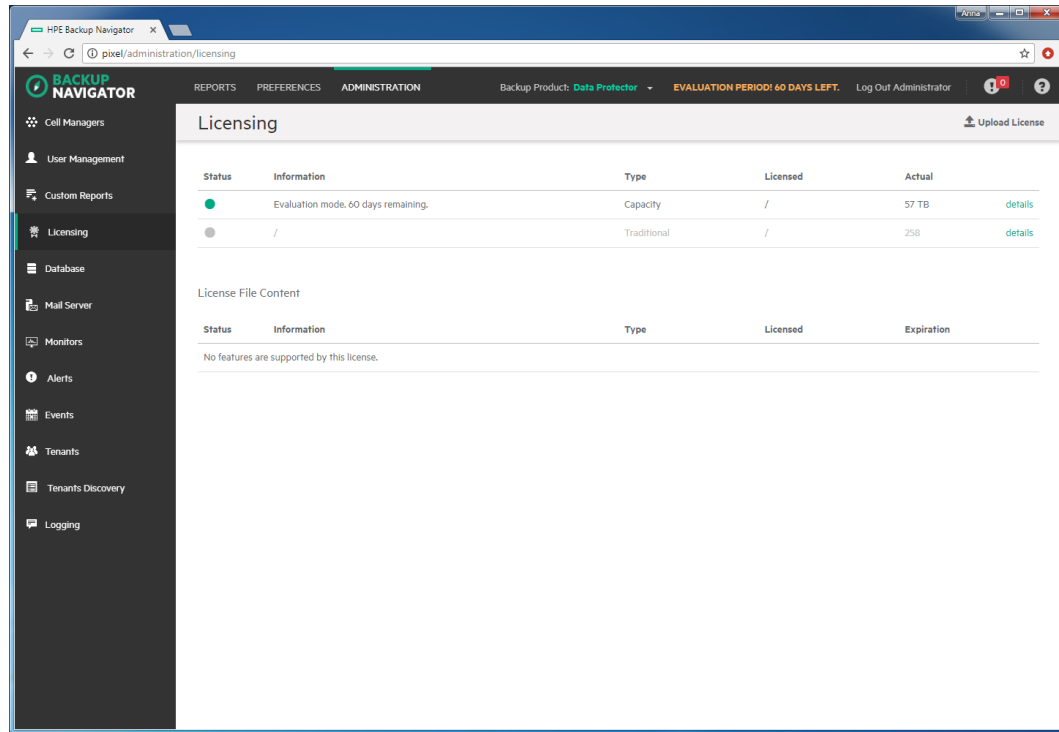 Anna
HPE Backup Navigator
pixel/administration/licensing
BACKUP NAVIGATOR REPORTS PREFERENCES ADMINISTRATION Backup Product: Data Protector EVALUATION PERIOD! 60 DAYS LEFT. Log Out Administrator 0
Cell Managers
User Management
Custom Reports
Licensing
Database
Mail Server
Monitors
Alerts
Events
Tenants
Tenants Discovery
Logging
Licensing Upload License
Status Information Type Licensed Actual
Evaluation mode. 60 days remaining. Capacity / 57 TB details
/ Traditional / 258 details
License File Content
Status Information Type Licensed Expiration
No features are supported by this license.